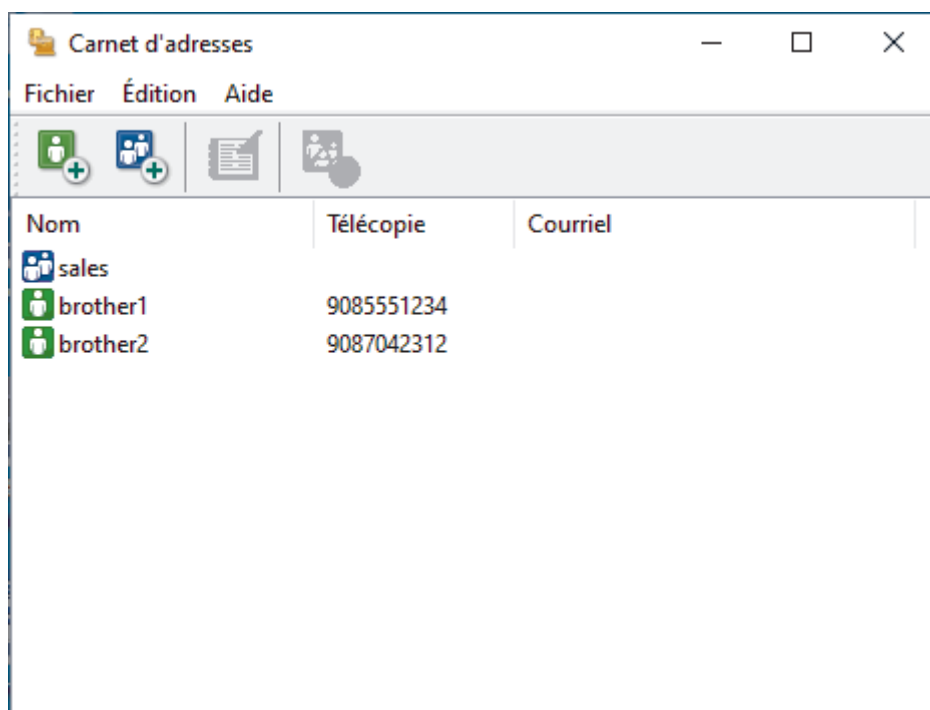 Carnet d'adresses
Fichier Édition Aide
Nom Télécopie Courriel
sales
brother1 9085551234
brother2 9087042312